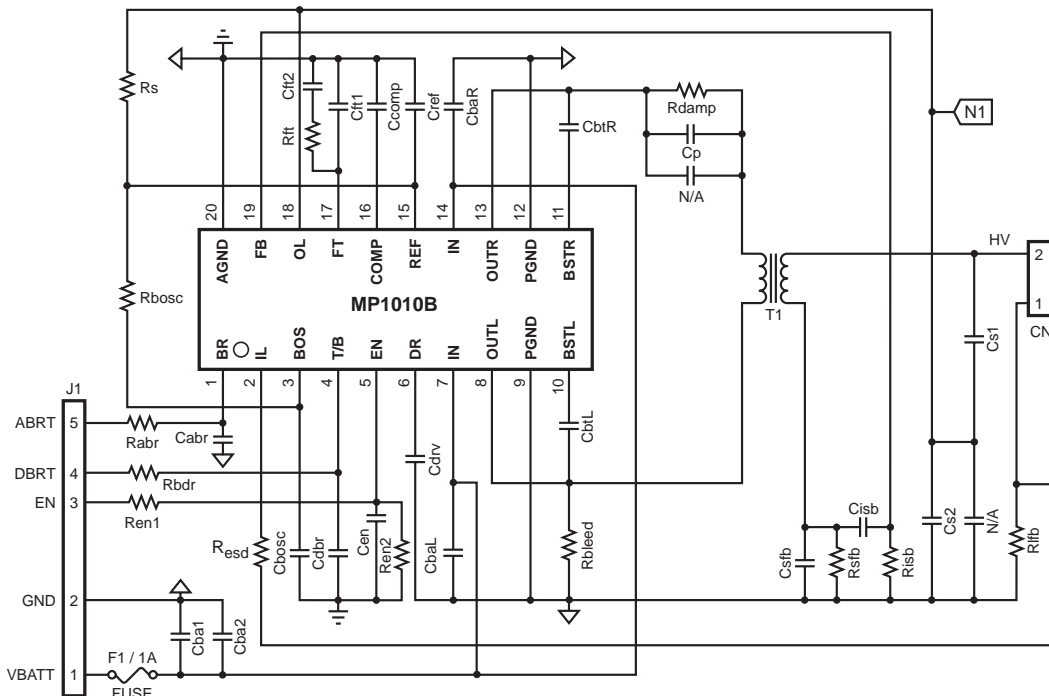 Rs
Cft2
Rft
Cft1
Ccomp
Cref
CbaR
CbtR
Rdamp
Cp
N/A
N1
20
19
18
17
16
15
14
13
12
11
AGND
FB
OL
FT
COMP
REF
IN
OUTR
PGND
BSTR
MP1010B
BR
IL
BOS
T/B
EN
DR
IN
OUTL
PGND
BSTL
1
2
3
4
5
6
7
8
9
10
Rbosc
T1
HV
2
1
CN
Cs1
J1
ABRT 5
DBRT 4
EN 3
GND 2
VBATT 1
Rabr
Cabr
Rbdr
Ren1
Resd
Cbosc
Cdbr
Cen
Ren2
Cdrv
CbaL
CbtL
Rbleed
Csfb
Rsfb
Cisb
Risb
Cs2
N/A
Rlfb
Cba1
Cba2
F1 / 1A
FUSE